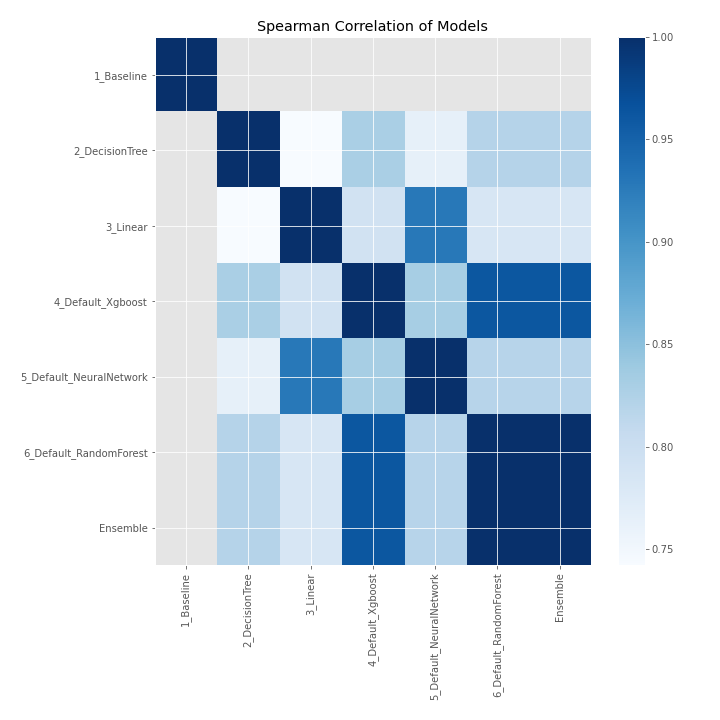 Spearman Correlation of Models
1_Baseline
2_DecisionTree
3_Linear
4_Default_Xgboost
5_Default_NeuralNetwork
6_Default_RandomForest
Ensemble
1_Baseline
2_DecisionTree
3_Linear
4_Default_Xgboost
5_Default_NeuralNetwork
6_Default_RandomForest
Ensemble
1.00
0.95
0.90
0.85
0.80
0.75